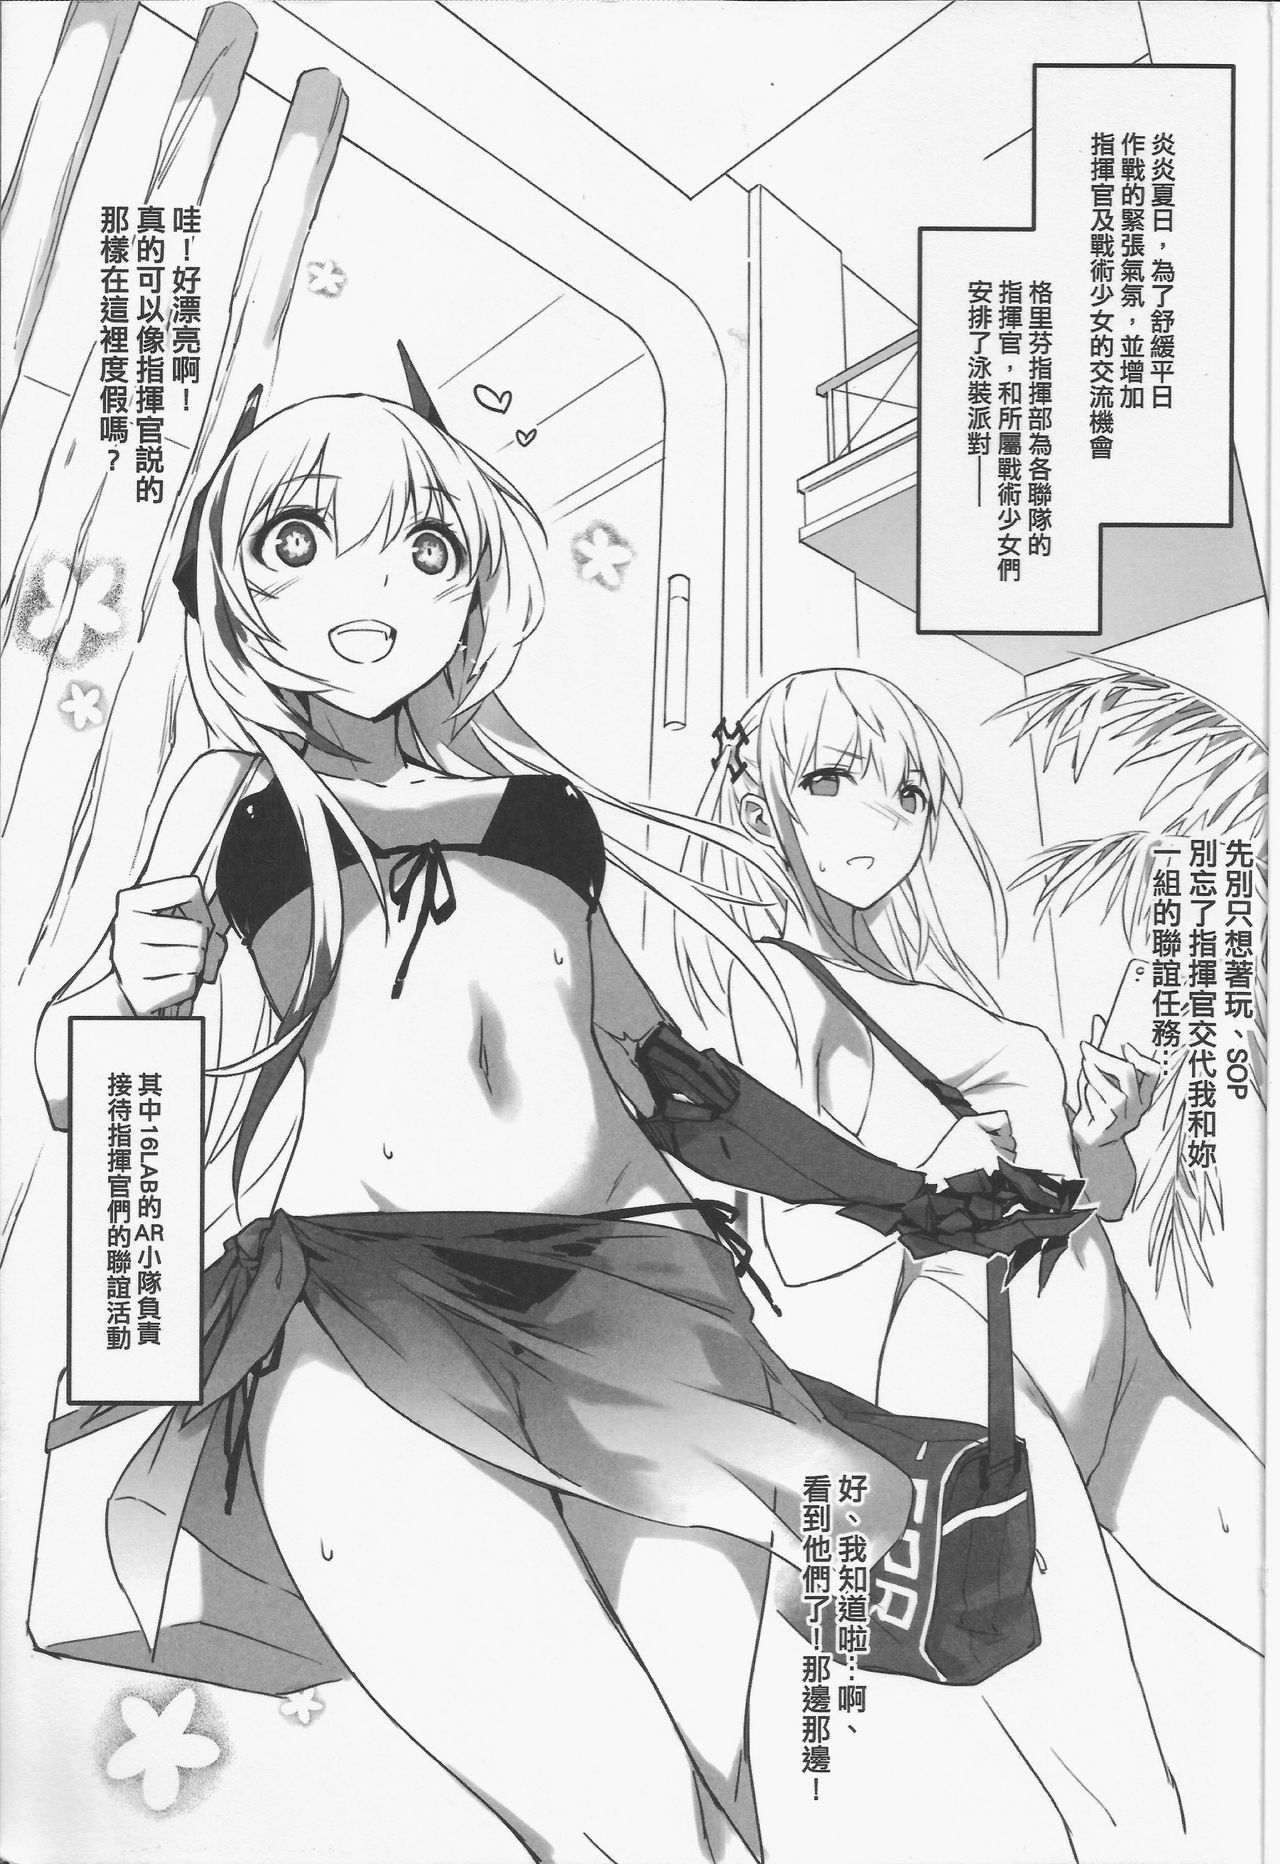 炎炎夏日，為了舒緩平日
作戰的緊張氣氛，並增加
指揮官及戰術少女的交流機會
格里芬指揮部為各聯隊的
指揮官，和所屬戰術少女們
安排了泳裝派對——
哇！好漂亮啊！
真的可以像指揮官說的
那樣在這裡度假嗎？
先別只想著玩、SOP
別忘了指揮官交代我和妳
一組的聯誼任務…
其中16LAB的AR小隊負責
接待指揮官們的聯誼活動
好、我知道啦…啊、
看到他們了！那邊那邊！